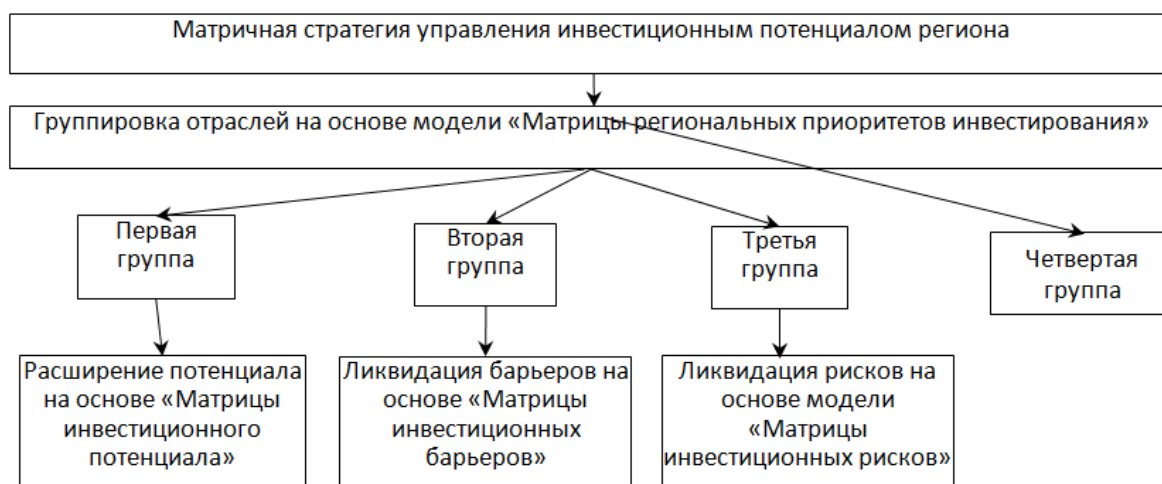 Матричная стратегия управления инвестиционным потенциалом региона
Группировка отраслей на основе модели «Матрицы региональных приоритетов инвестирования»
Первая
группа
Вторая
группа
Третья
группа
Четвертая
группа
Расширение потенциала
на основе «Матрицы
инвестиционного
потенциала»
Ликвидация барьеров на
основе «Матрицы
инвестиционных
барьеров»
Ликвидация рисков на
основе модели
«Матрицы
инвестиционных рисков»